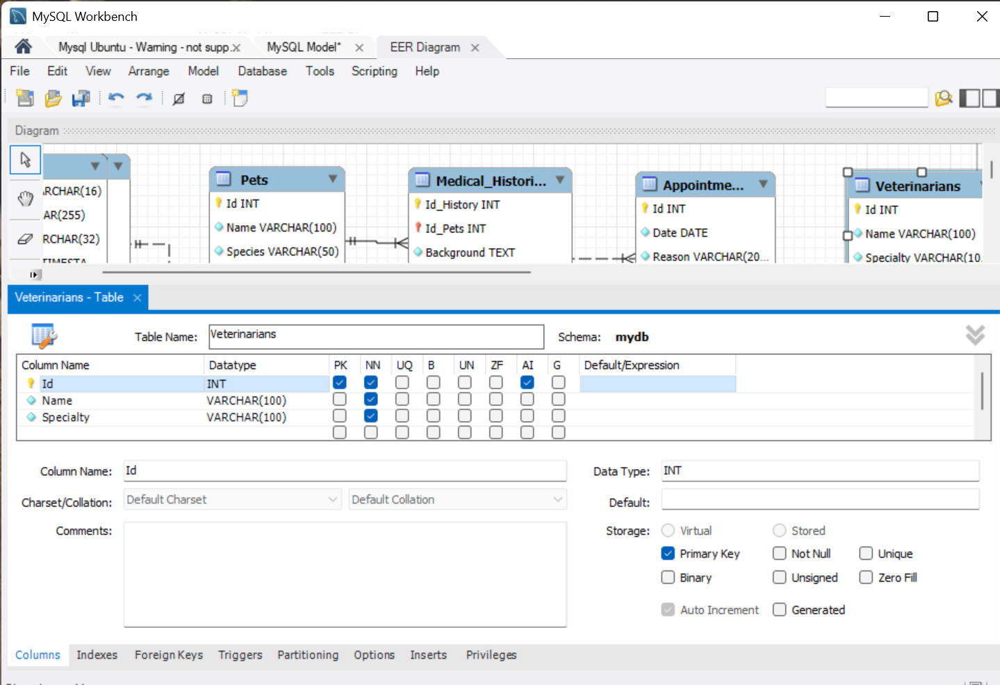 MySQL Workbench
Mysql Ubuntu - Warning - not supp.
MySQL Model*
EER Diagram
File Edit View Arrange Model Database Tools Scripting Help
Diagram
ARCHAR(16)
AR(255)
RCHAR(32)
TIMESTA
Pets
Id INT
Name VARCHAR(100)
Species VARCHAR(50)
Medical_Histori...
Id_History INT
Id_Pets INT
Background TEXT
Appointme...
Id INT
Date DATE
Reason VARCHAR(20...
Veterinarians
Id INT
Name VARCHAR(100)
Specialty VARCHAR(10.
Veterinarians - Table
Table Name: Veterinarians Schema: mydb
Column Name Datatype PK NN UQ B UN ZF AI G Default/Expression
Id INT
Name VARCHAR(100)
Specialty VARCHAR(100)
Column Name: Id Data Type: INT
Charset/Collation: Default Charset Default Collation Default:
Comments: Storage: Virtual Stored
Primary Key Not Null Unique
Binary Unsigned Zero Fill
Auto Increment Generated
Columns Indexes Foreign Keys Triggers Partitioning Options Inserts Privileges